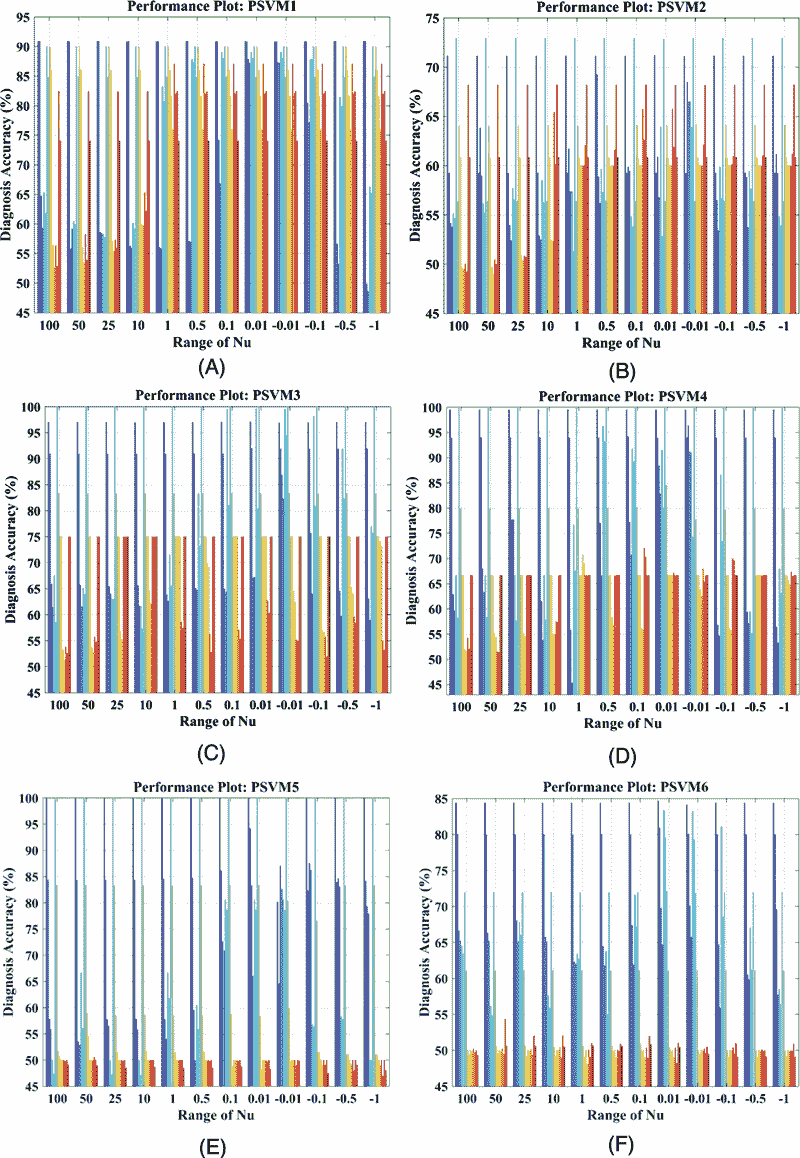 Performance Plot: PSVM1
95
90
85
80
75
70
65
60
55
50
45
Diagnosis Accuracy (%)
100 50 25 10 1 0.5 0.1 0.01 -0.01 -0.1 -0.5 -1
Range of Nu
(A)
Performance Plot: PSVM2
75
70
65
60
55
50
45
Diagnosis Accuracy (%)
100 50 25 10 1 0.5 0.1 0.01 -0.01 -0.1 -0.5 -1
Range of Nu
(B)
Performance Plot: PSVM3
100
95
90
85
80
75
70
65
60
55
50
45
Diagnosis Accuracy (%)
100 50 25 10 1 0.5 0.1 0.01 -0.01 -0.1 -0.5 -1
Range of Nu
(C)
Performance Plot: PSVM4
100
95
90
85
80
75
70
65
60
55
50
45
Diagnosis Accuracy (%)
100 50 25 10 1 0.5 0.1 0.01 -0.01 -0.1 -0.5 -1
Range of Nu
(D)
Performance Plot: PSVM5
100
95
90
85
80
75
70
65
60
55
50
45
Diagnosis Accuracy (%)
100 50 25 10 1 0.5 0.1 0.01 -0.01 -0.1 -0.5 -1
Range of Nu
(E)
Performance Plot: PSVM6
85
80
75
70
65
60
55
50
45
Diagnosis Accuracy (%)
100 50 25 10 1 0.5 0.1 0.01 -0.01 -0.1 -0.5 -1
Range of Nu
(F)